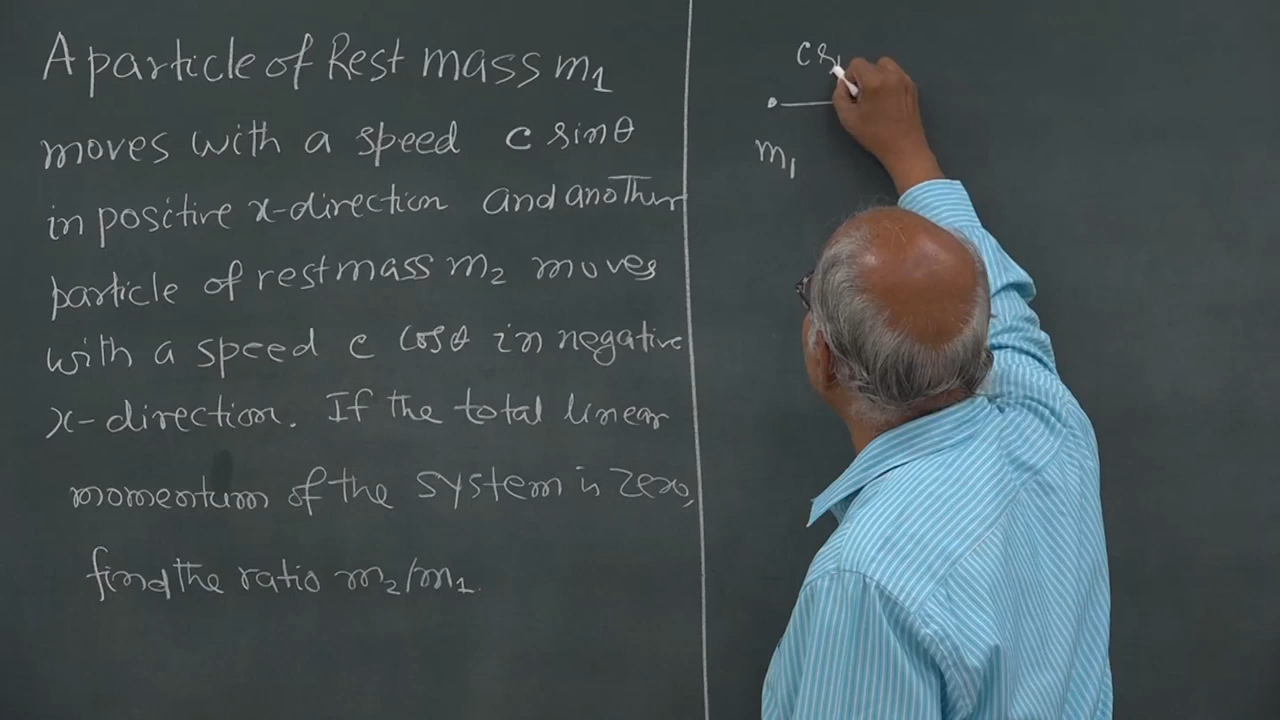 A particle of Rest mass m₁
moves with a speed c sinθ
in positive x-direction and another
particle of rest mass m₂ moves
with a speed c cosθ in negative
x-direction. If the total linear
momentum of the system is zero,
find the ratio m₂/m₁.
c si
m₁